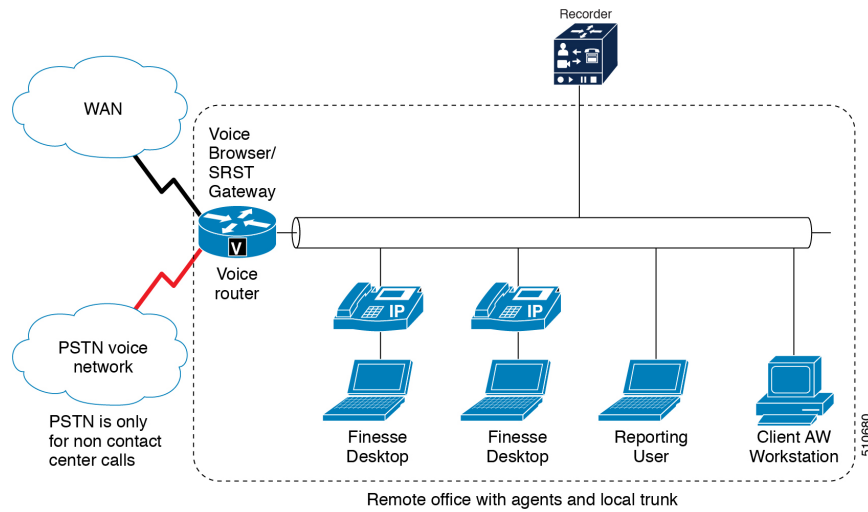 Recorder
WAN
Voice
Browser/
SRST
Gateway
V
Voice
router
IP
IP
PSTN voice
network
PSTN is only
for non contact
center calls
Finesse
Desktop
Finesse
Desktop
Reporting
User
Client AW
Workstation
510680
Remote office with agents and local trunk